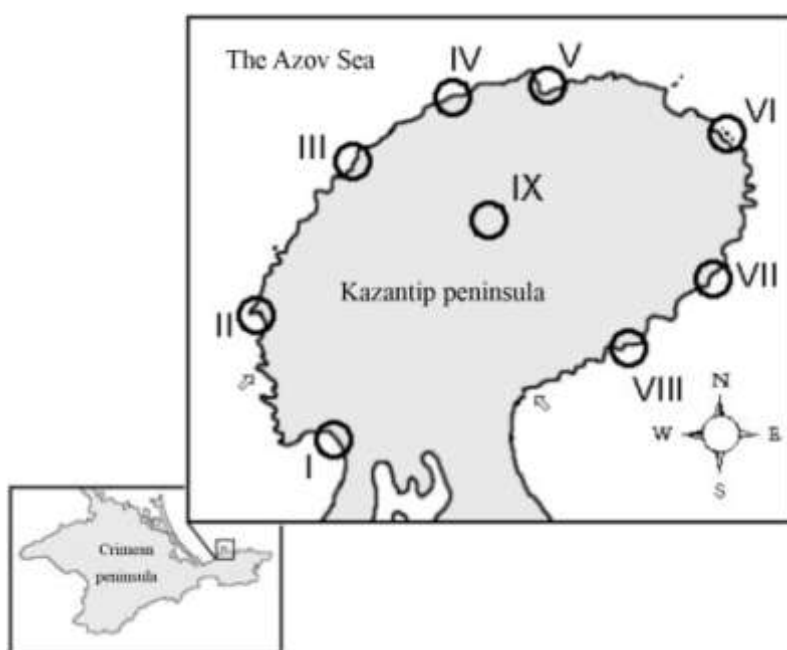 The Azov Sea
IV
V
VI
III
IX
Kazantip peninsula
VII
II
VIII
N
W
E
S
I
Crimean
peninsula